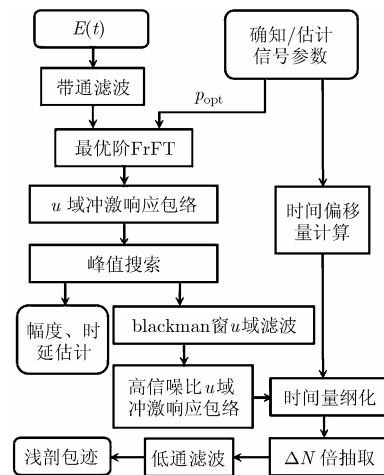 E(t)
确知/估计
信号参数
带通滤波
p_opt
最优阶FrFT
u 域冲激响应包络
时间偏移
量计算
峰值搜索
幅度、时
延估计
blackman窗u域滤波
高信噪比u域
冲激响应包络
时间量纲化
浅剖包迹
低通滤波
ΔN 倍抽取